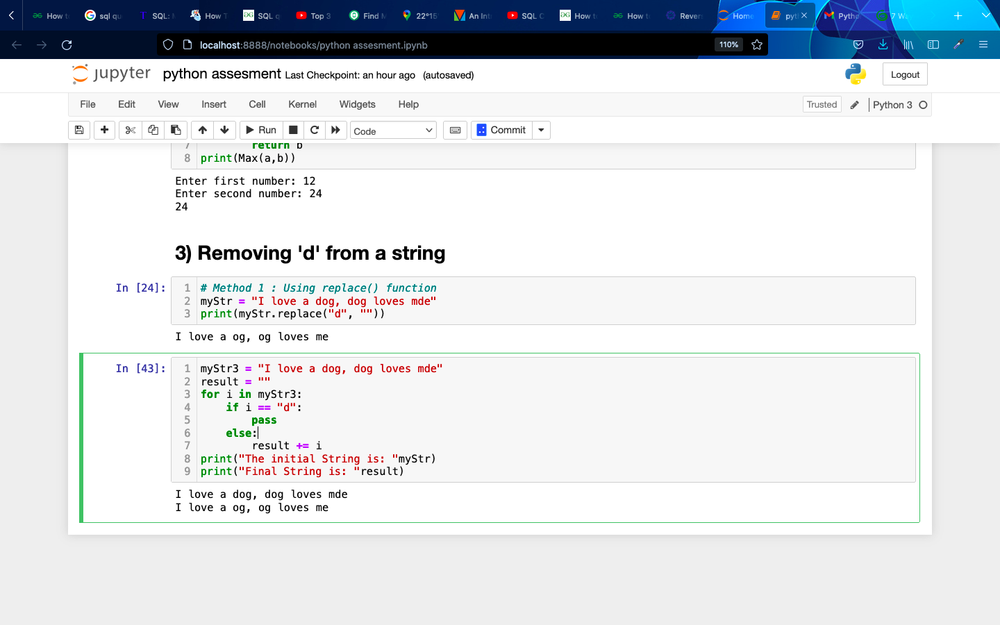 How t
sql qu
SQL: 
How T
SQL q
Top 3
Find M
22°15'
An Int
SQL C
How t
How t
Rever
Home
pyt
Pytho
7 W
localhost:8888/notebooks/python assesment.ipynb
110%
jupyter python assesment Last Checkpoint: an hour ago (autosaved)
Logout
File Edit View Insert Cell Kernel Widgets Help
Trusted Python 3
Run Code Commit
7 return b
8 print(Max(a,b))
Enter first number: 12
Enter second number: 24
24
3) Removing 'd' from a string
In [24]:
1 # Method 1 : Using replace() function
2 myStr = "I love a dog, dog loves mde"
3 print(myStr.replace("d", ""))
I love a og, og loves me
In [43]:
1 myStr3 = "I love a dog, dog loves mde"
2 result = ""
3 for i in myStr3:
4     if i == "d":
5         pass
6     else:
7         result += i
8 print("The initial String is: "myStr)
9 print("Final String is: "result)
I love a dog, dog loves mde
I love a og, og loves me